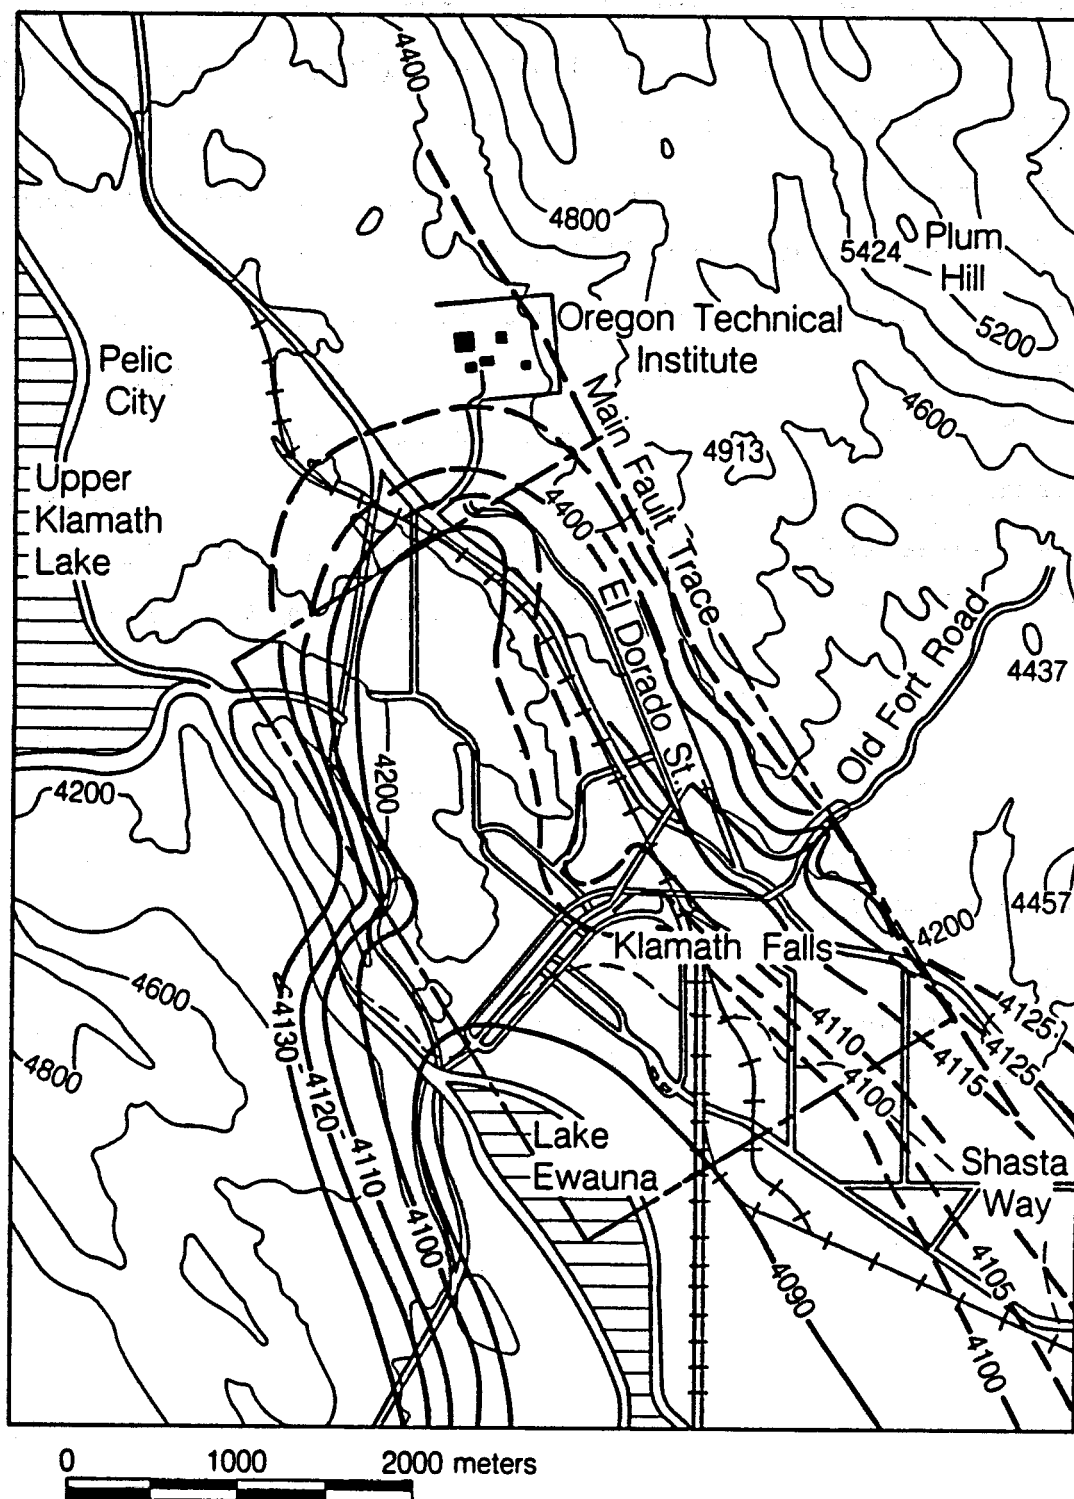 4400
4800
5424
Plum
Hill
5200
Oregon Technical
Institute
Pelic
City
Main Fault Trace
4600
4913
Upper
Klamath
Lake
4400
El Dorado St.
Old Fort Road
4437
4200
4200
4457
4200
Klamath Falls
4600
4800
4130
4120
4110
4100
4110
4100
4115
4125
4125
Lake
Ewauna
Shasta
Way
4090
4105
4100
0 1000 2000 meters